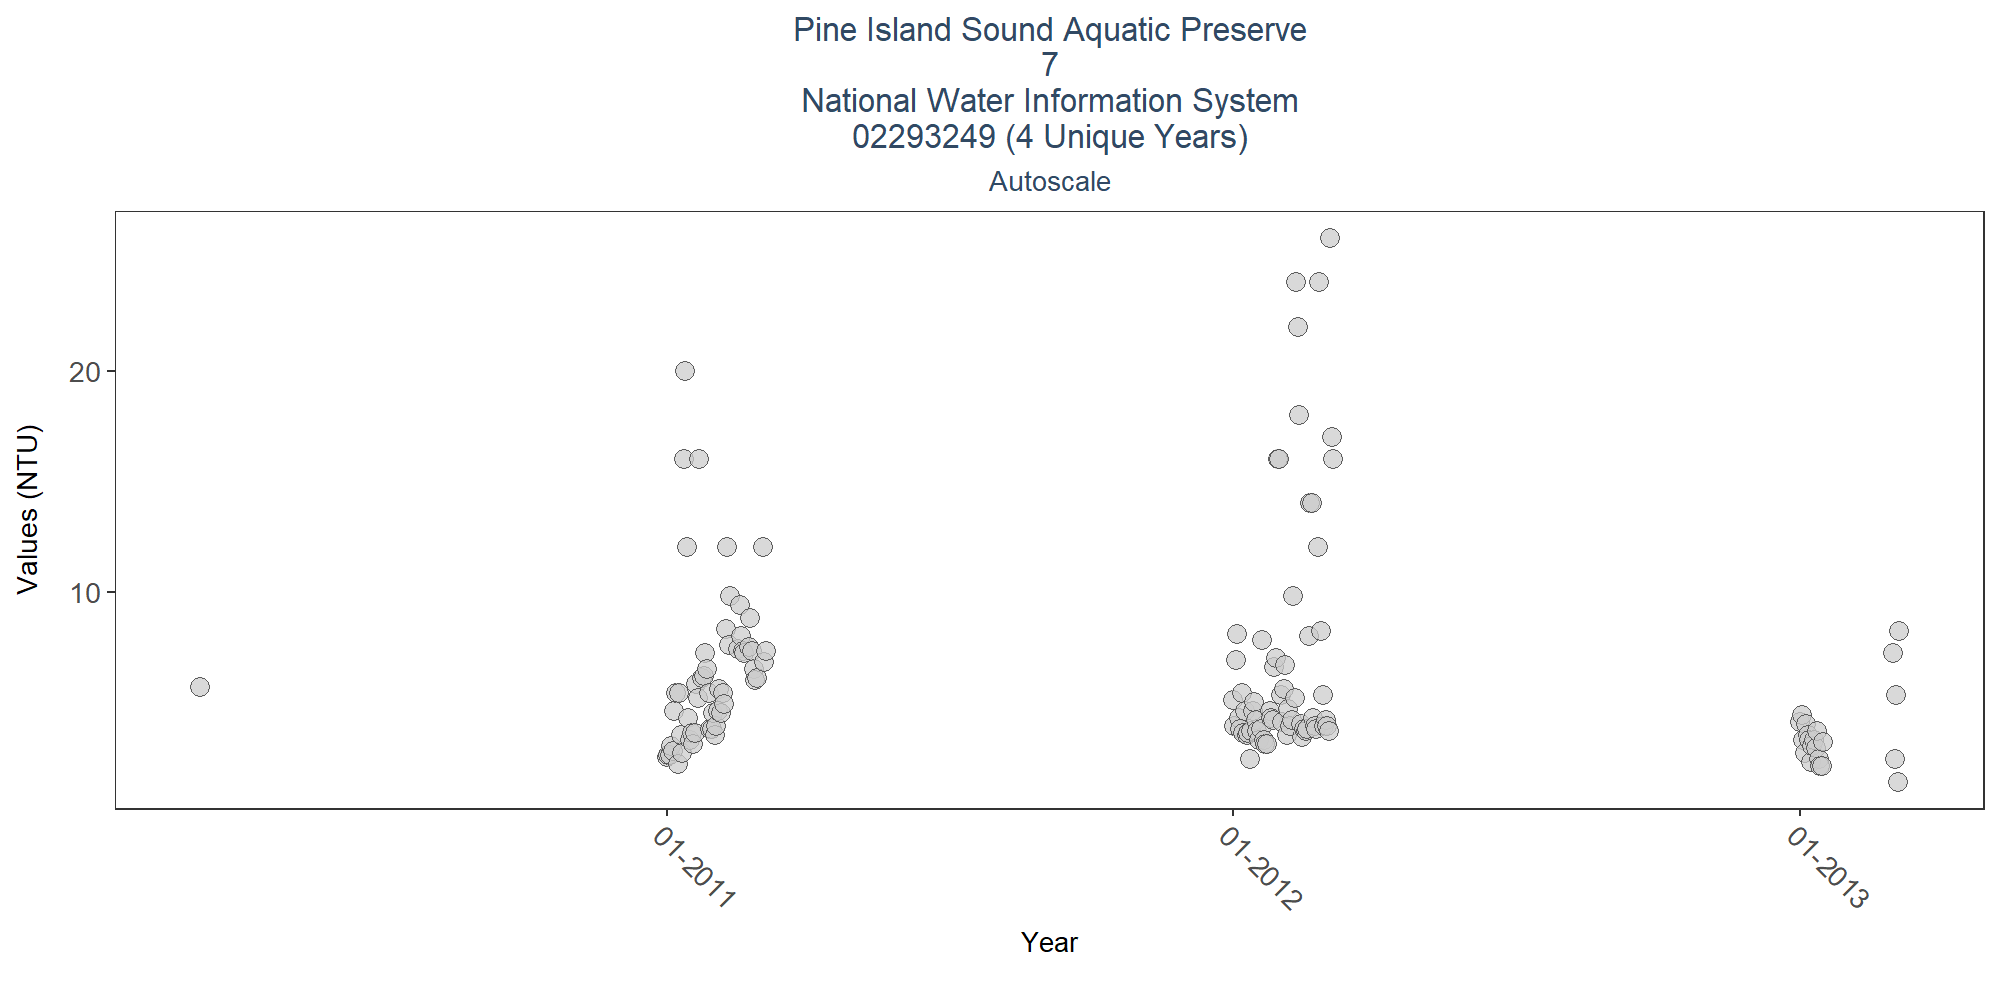 Pine Island Sound Aquatic Preserve
7
National Water Information System
02293249 (4 Unique Years)
Autoscale
Values (NTU)
20
10
01-2011
01-2012
01-2013
Year